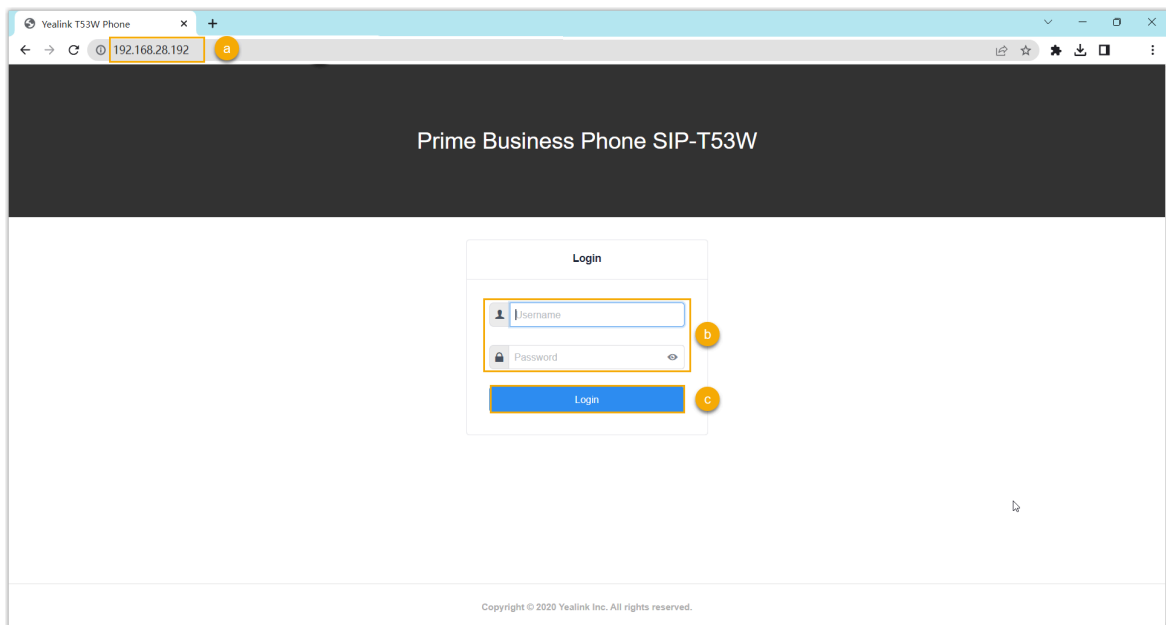 Yealink T53W Phone
192.168.28.192
a
Prime Business Phone SIP-T53W
Login
Username
b
Password
Login
c
Copyright © 2020 Yealink Inc. All rights reserved.